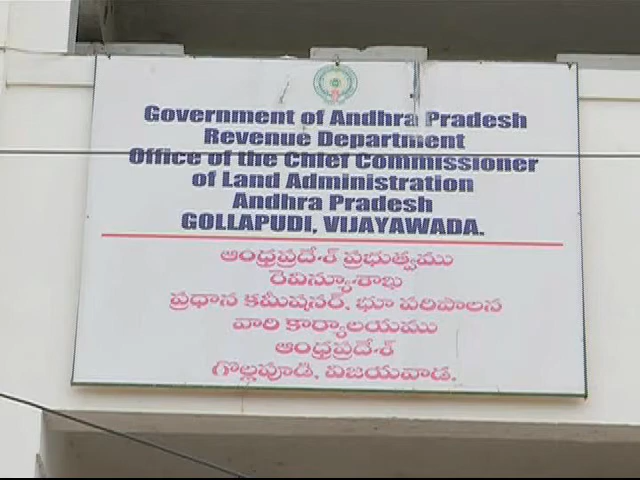 Government of Andhra Pradesh
Revenue Department
Office of the Chief Commissioner
of Land Administration
Andhra Pradesh
GOLLAPUDI, VIJAYAWADA.
ఆంధ్రప్రదేశ్ ప్రభుత్వము
రెవిన్యూశాఖ
ప్రధాన కమీషనర్. భూ పరిపాలన
వారి కార్యాలయము
ఆంధ్రప్రదేశ్
గొల్లపూడి. విజయవాడ.